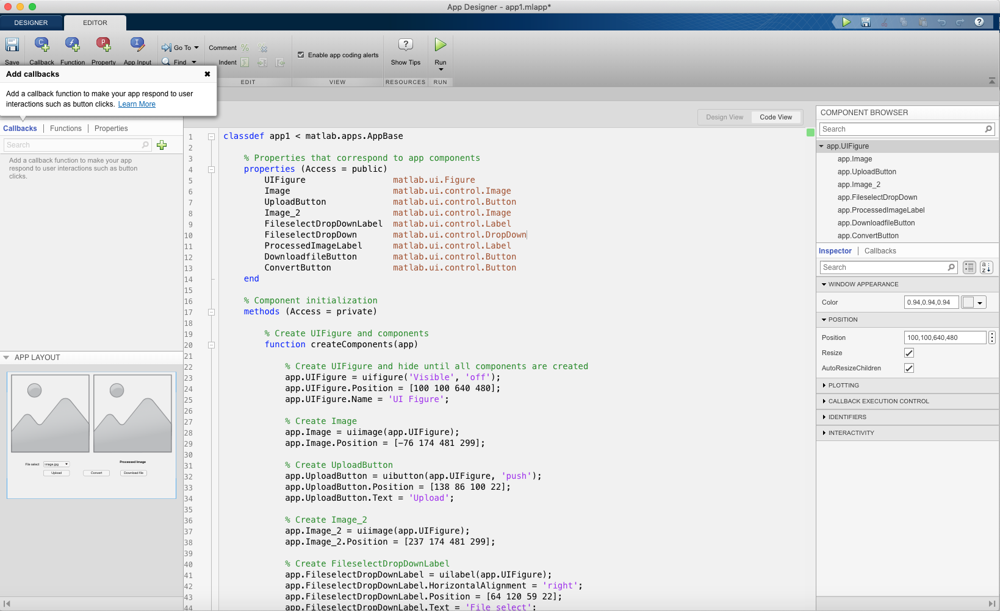 App Designer - app1.mlapp*
DESIGNER
EDITOR
Save
Callback
Function
Property
App Input
Go To
Find
Comment
Indent
EDIT
Enable app coding alerts
VIEW
Show Tips
RESOURCES
Run
RUN
Add callbacks
Add a callback function to make your app respond to user
interactions such as button clicks. Learn More
Callbacks | Functions | Properties
Search
Add a callback function to make your app
respond to user interactions such as button
clicks.
APP LAYOUT
File select
image.jpg
Upload
Convert
Processed Image
Download file
Design View
Code View
1 classdef app1 < matlab.apps.AppBase
2
3 % Properties that correspond to app components
4 properties (Access = public)
5 UIFigure matlab.ui.Figure
6 Image matlab.ui.control.Image
7 UploadButton matlab.ui.control.Button
8 Image_2 matlab.ui.control.Image
9 FileselectDropDownLabel matlab.ui.control.Label
10 FileselectDropDown matlab.ui.control.DropDown
11 ProcessedImageLabel matlab.ui.control.Label
12 DownloadfileButton matlab.ui.control.Button
13 ConvertButton matlab.ui.control.Button
14 end
15
16 % Component initialization
17 methods (Access = private)
18
19 % Create UIFigure and components
20 function createComponents(app)
21
22 % Create UIFigure and hide until all components are created
23 app.UIFigure = uifigure('Visible', 'off');
24 app.UIFigure.Position = [100 100 640 480];
25 app.UIFigure.Name = 'UI Figure';
26
27 % Create Image
28 app.Image = uiimage(app.UIFigure);
29 app.Image.Position = [-76 174 481 299];
30
31 % Create UploadButton
32 app.UploadButton = uibutton(app.UIFigure, 'push');
33 app.UploadButton.Position = [138 86 100 22];
34 app.UploadButton.Text = 'Upload';
35
36 % Create Image_2
37 app.Image_2 = uiimage(app.UIFigure);
38 app.Image_2.Position = [237 174 481 299];
39
40 % Create FileselectDropDownLabel
41 app.FileselectDropDownLabel = uilabel(app.UIFigure);
42 app.FileselectDropDownLabel.HorizontalAlignment = 'right';
43 app.FileselectDropDownLabel.Position = [64 120 59 22];
44 app.FileselectDropDownLabel.Text = 'File select';
COMPONENT BROWSER
Search
app.UIFigure
app.Image
app.UploadButton
app.Image_2
app.FileselectDropDown
app.ProcessedImageLabel
app.DownloadfileButton
app.ConvertButton
Inspector | Callbacks
Search
WINDOW APPEARANCE
Color 0.94,0.94,0.94
POSITION
Position 100,100,640,480
Resize
AutoResizeChildren
PLOTTING
CALLBACK EXECUTION CONTROL
IDENTIFIERS
INTERACTIVITY